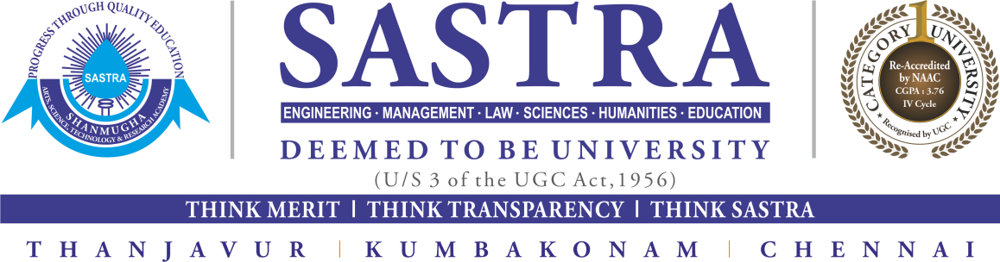 PROGRESS THROUGH QUALITY EDUCATION
SASTRA
SHANMUGHA
ARTS, SCIENCE, TECHNOLOGY & RESEARCH ACADEMY
SASTRA
ENGINEERING · MANAGEMENT · LAW · SCIENCES · HUMANITIES · EDUCATION
DEEMED TO BE UNIVERSITY
(U/S 3 of the UGC Act,1956)
CATEGORY 1 UNIVERSITY
Re-Accredited
by NAAC
CGPA : 3.76
IV Cycle
★ Recognised by UGC ★
THINK MERIT | THINK TRANSPARENCY | THINK SASTRA
THANJAVUR | KUMBAKONAM | CHENNAI